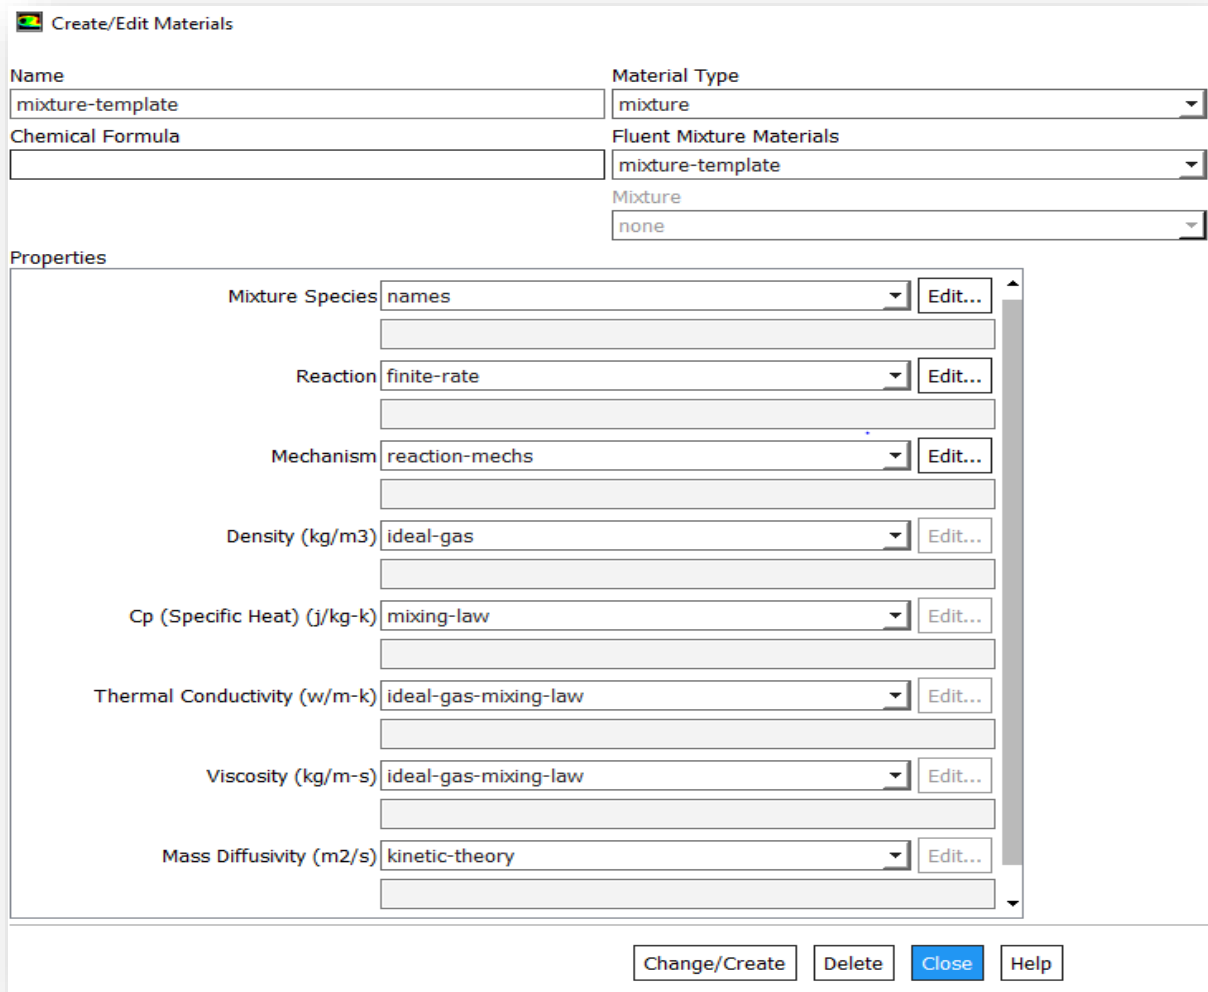 Create/Edit Materials
Name
Material Type
mixture-template
mixture
Chemical Formula
Fluent Mixture Materials
mixture-template
Mixture
none
Properties
Mixture Species names Edit...
Reaction finite-rate Edit...
Mechanism reaction-mechs Edit...
Density (kg/m3) ideal-gas Edit...
Cp (Specific Heat) (j/kg-k) mixing-law Edit...
Thermal Conductivity (w/m-k) ideal-gas-mixing-law Edit...
Viscosity (kg/m-s) ideal-gas-mixing-law Edit...
Mass Diffusivity (m2/s) kinetic-theory Edit...
Change/Create Delete Close Help